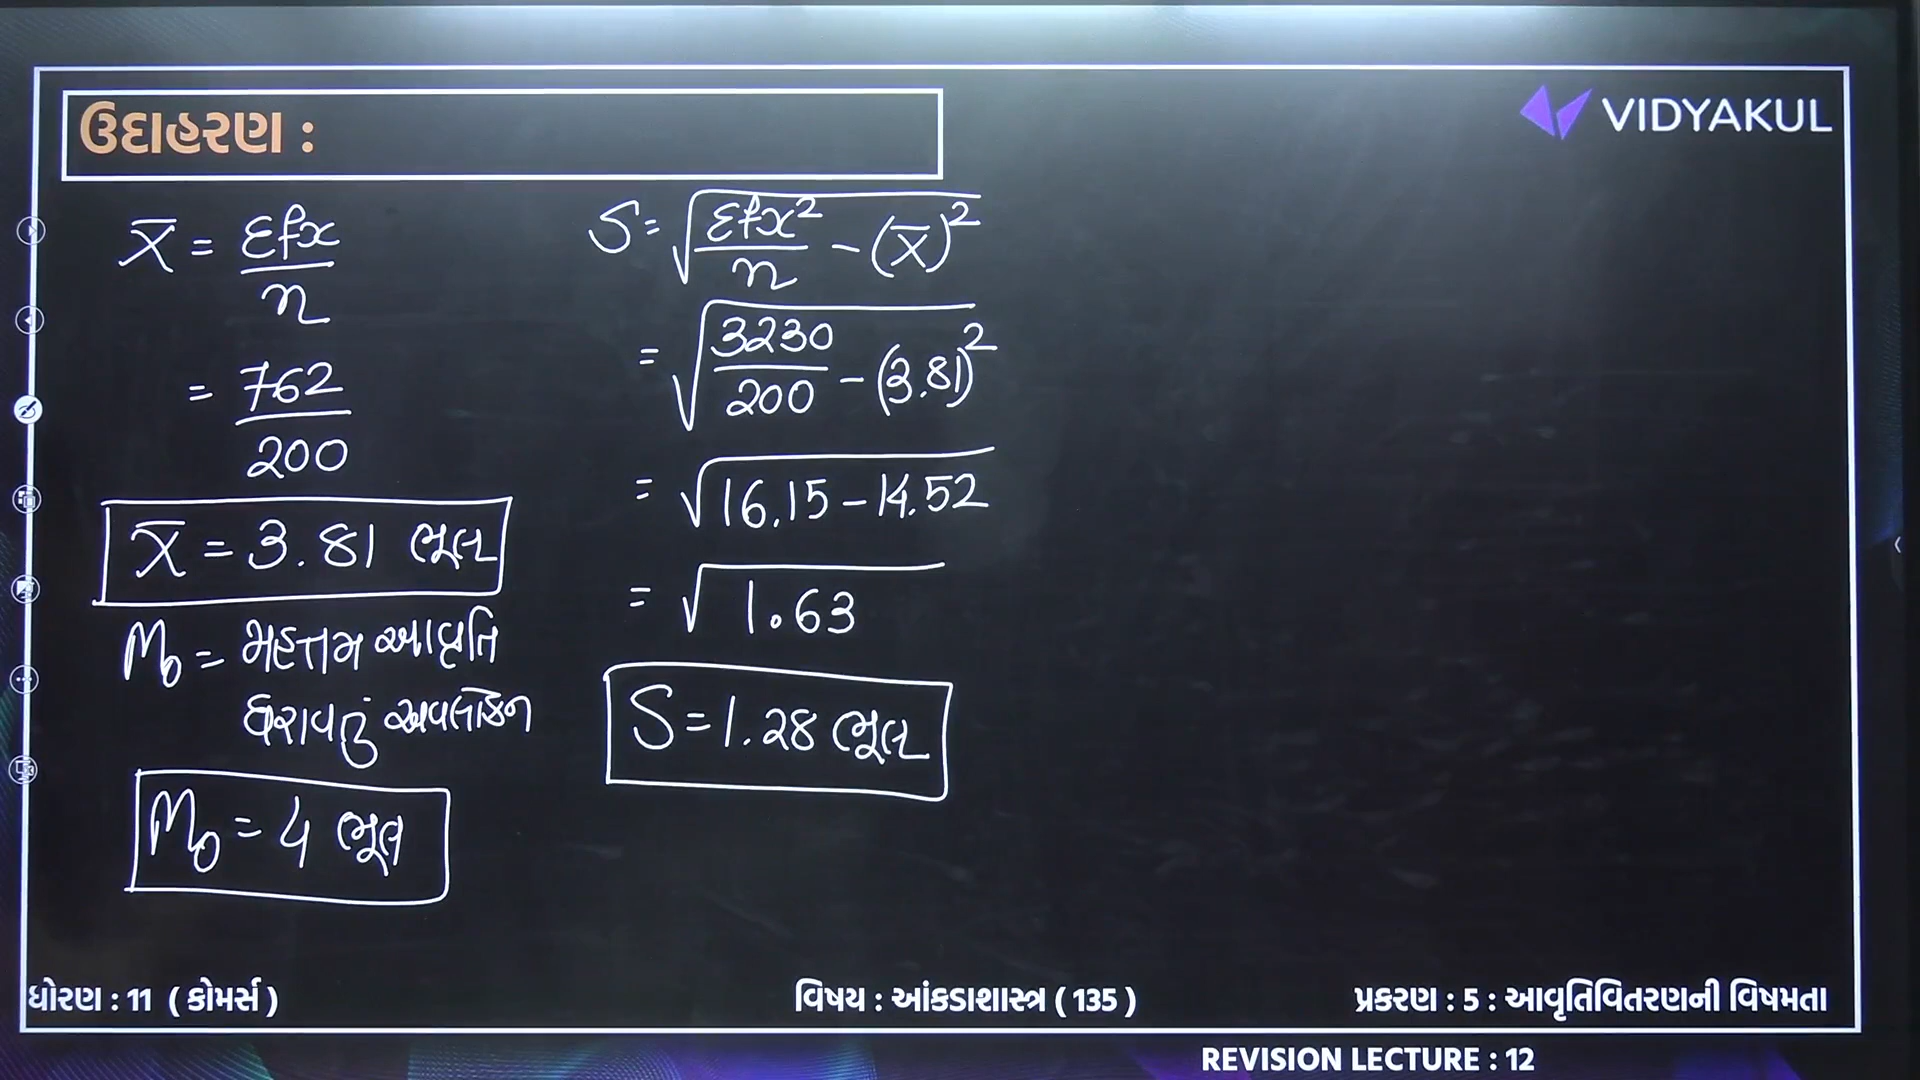 ઉદાહરણ :
VIDYAKUL
x̄ = Σfx / n
= 762 / 200
x̄ = 3.81 ભૂલ
M₀ = મહત્તમ આવૃતિ
ધરાવતું અવલોકન
M₀ = 4 ભૂલ
S = √(Σfx² / n − (x̄)²)
= √(3230 / 200 − (3.81)²)
= √16.15 − 14.52
= √1.63
S = 1.28 ભૂલ
ધોરણ : 11 ( કોમર્સ )
વિષય : આંકડાશાસ્ત્ર ( 135 )
પ્રકરણ : 5 : આવૃતિવિતરણની વિષમતા
REVISION LECTURE : 12